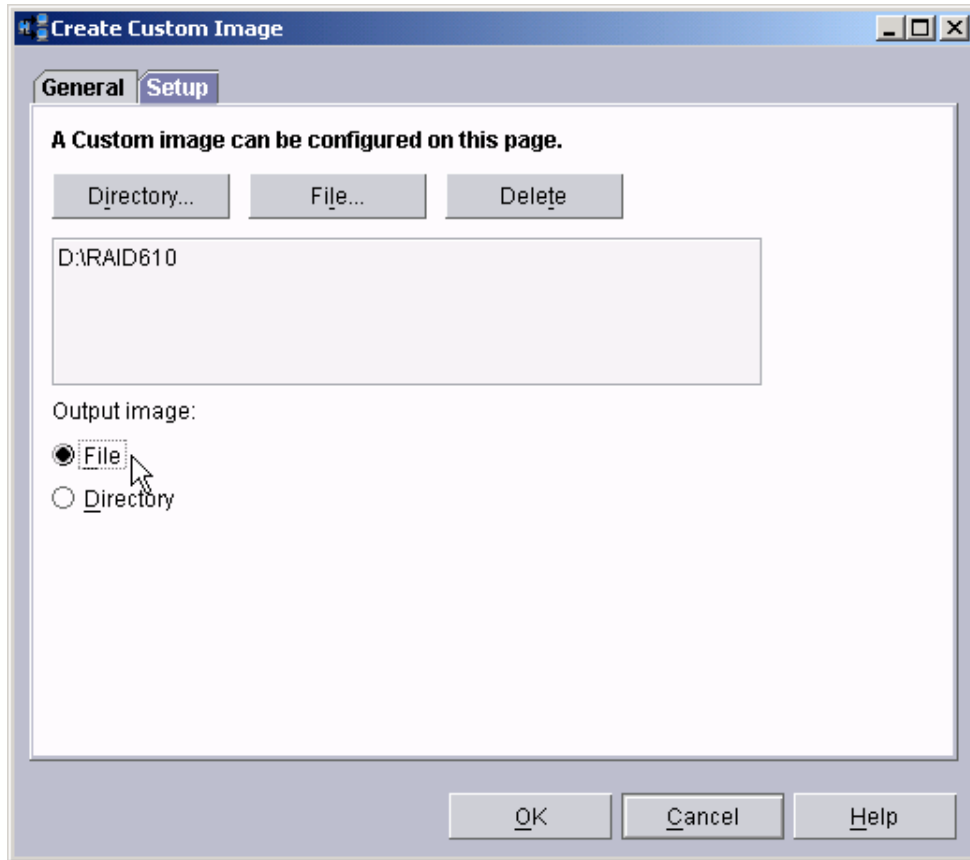 Create Custom Image
General Setup
A Custom image can be configured on this page.
Directory... File... Delete
D:\RAID610
Output image:
File
Directory
OK Cancel Help